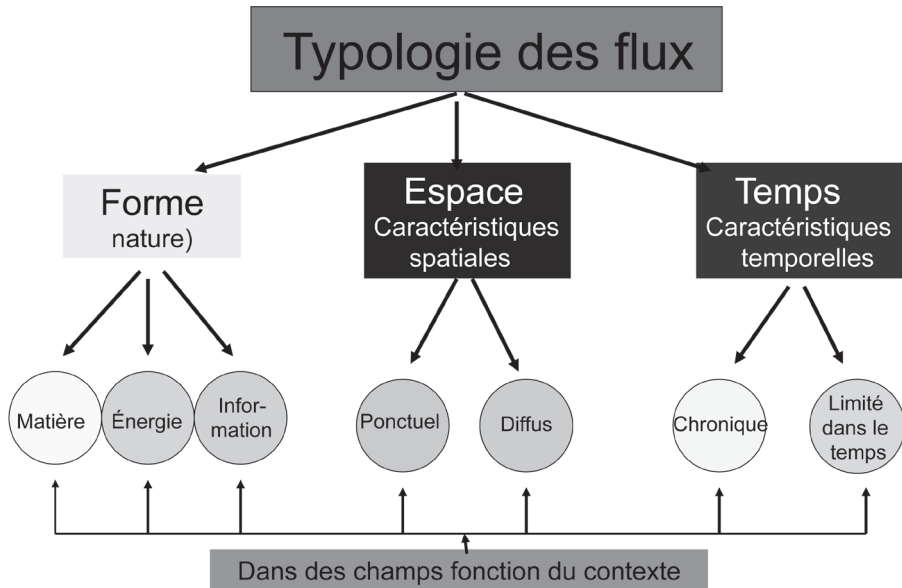 Typologie des flux
Forme
nature)
Espace
Caractéristiques
spatiales
Temps
Caractéristiques
temporelles
Matière
Énergie
Infor-
mation
Ponctuel
Diffus
Chronique
Limité
dans le
temps
Dans des champs fonction du contexte